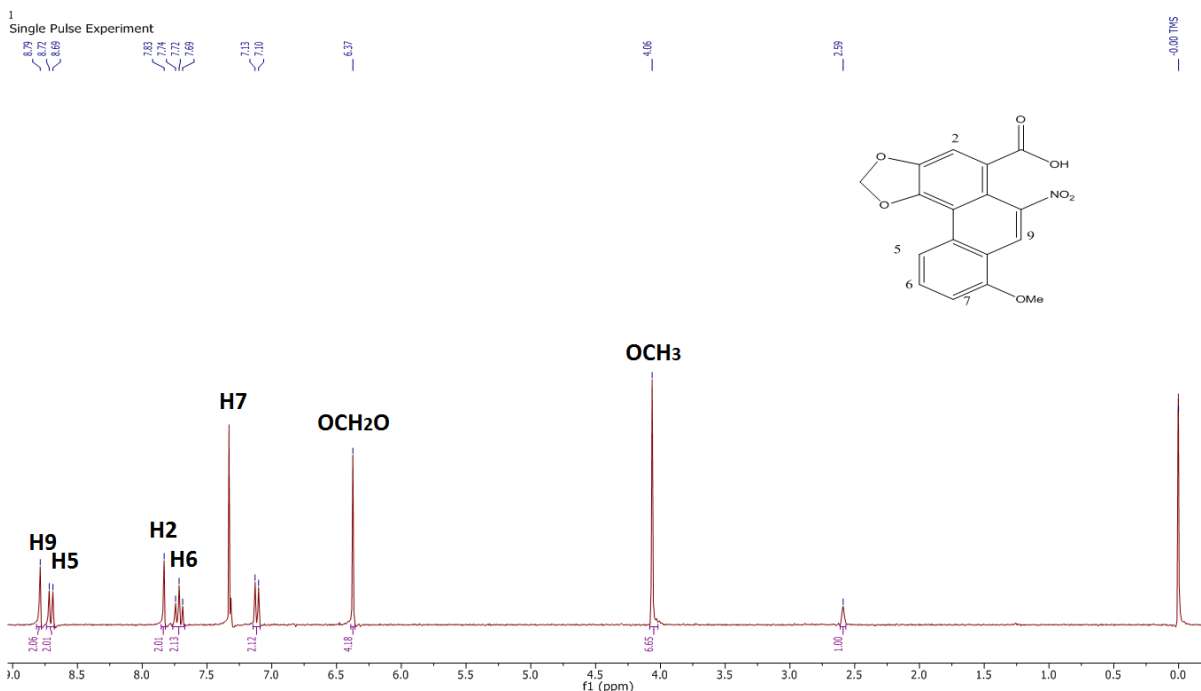 1
Single Pulse Experiment
8.79
8.72
8.69
7.83
7.74
7.72
7.69
7.13
7.10
6.37
4.06
2.59
-0.00 TMS
O
2
O
OH
O
NO2
9
5
6
7
OMe
OCH3
H7
OCH2O
H2
H9
H6
H5
2.06
2.01
2.01
2.13
2.12
4.18
6.65
1.00
9.0 8.5 8.0 7.5 7.0 6.5 6.0 5.5 5.0 4.5 4.0 3.5 3.0 2.5 2.0 1.5 1.0 0.5 0.0
f1 (ppm)